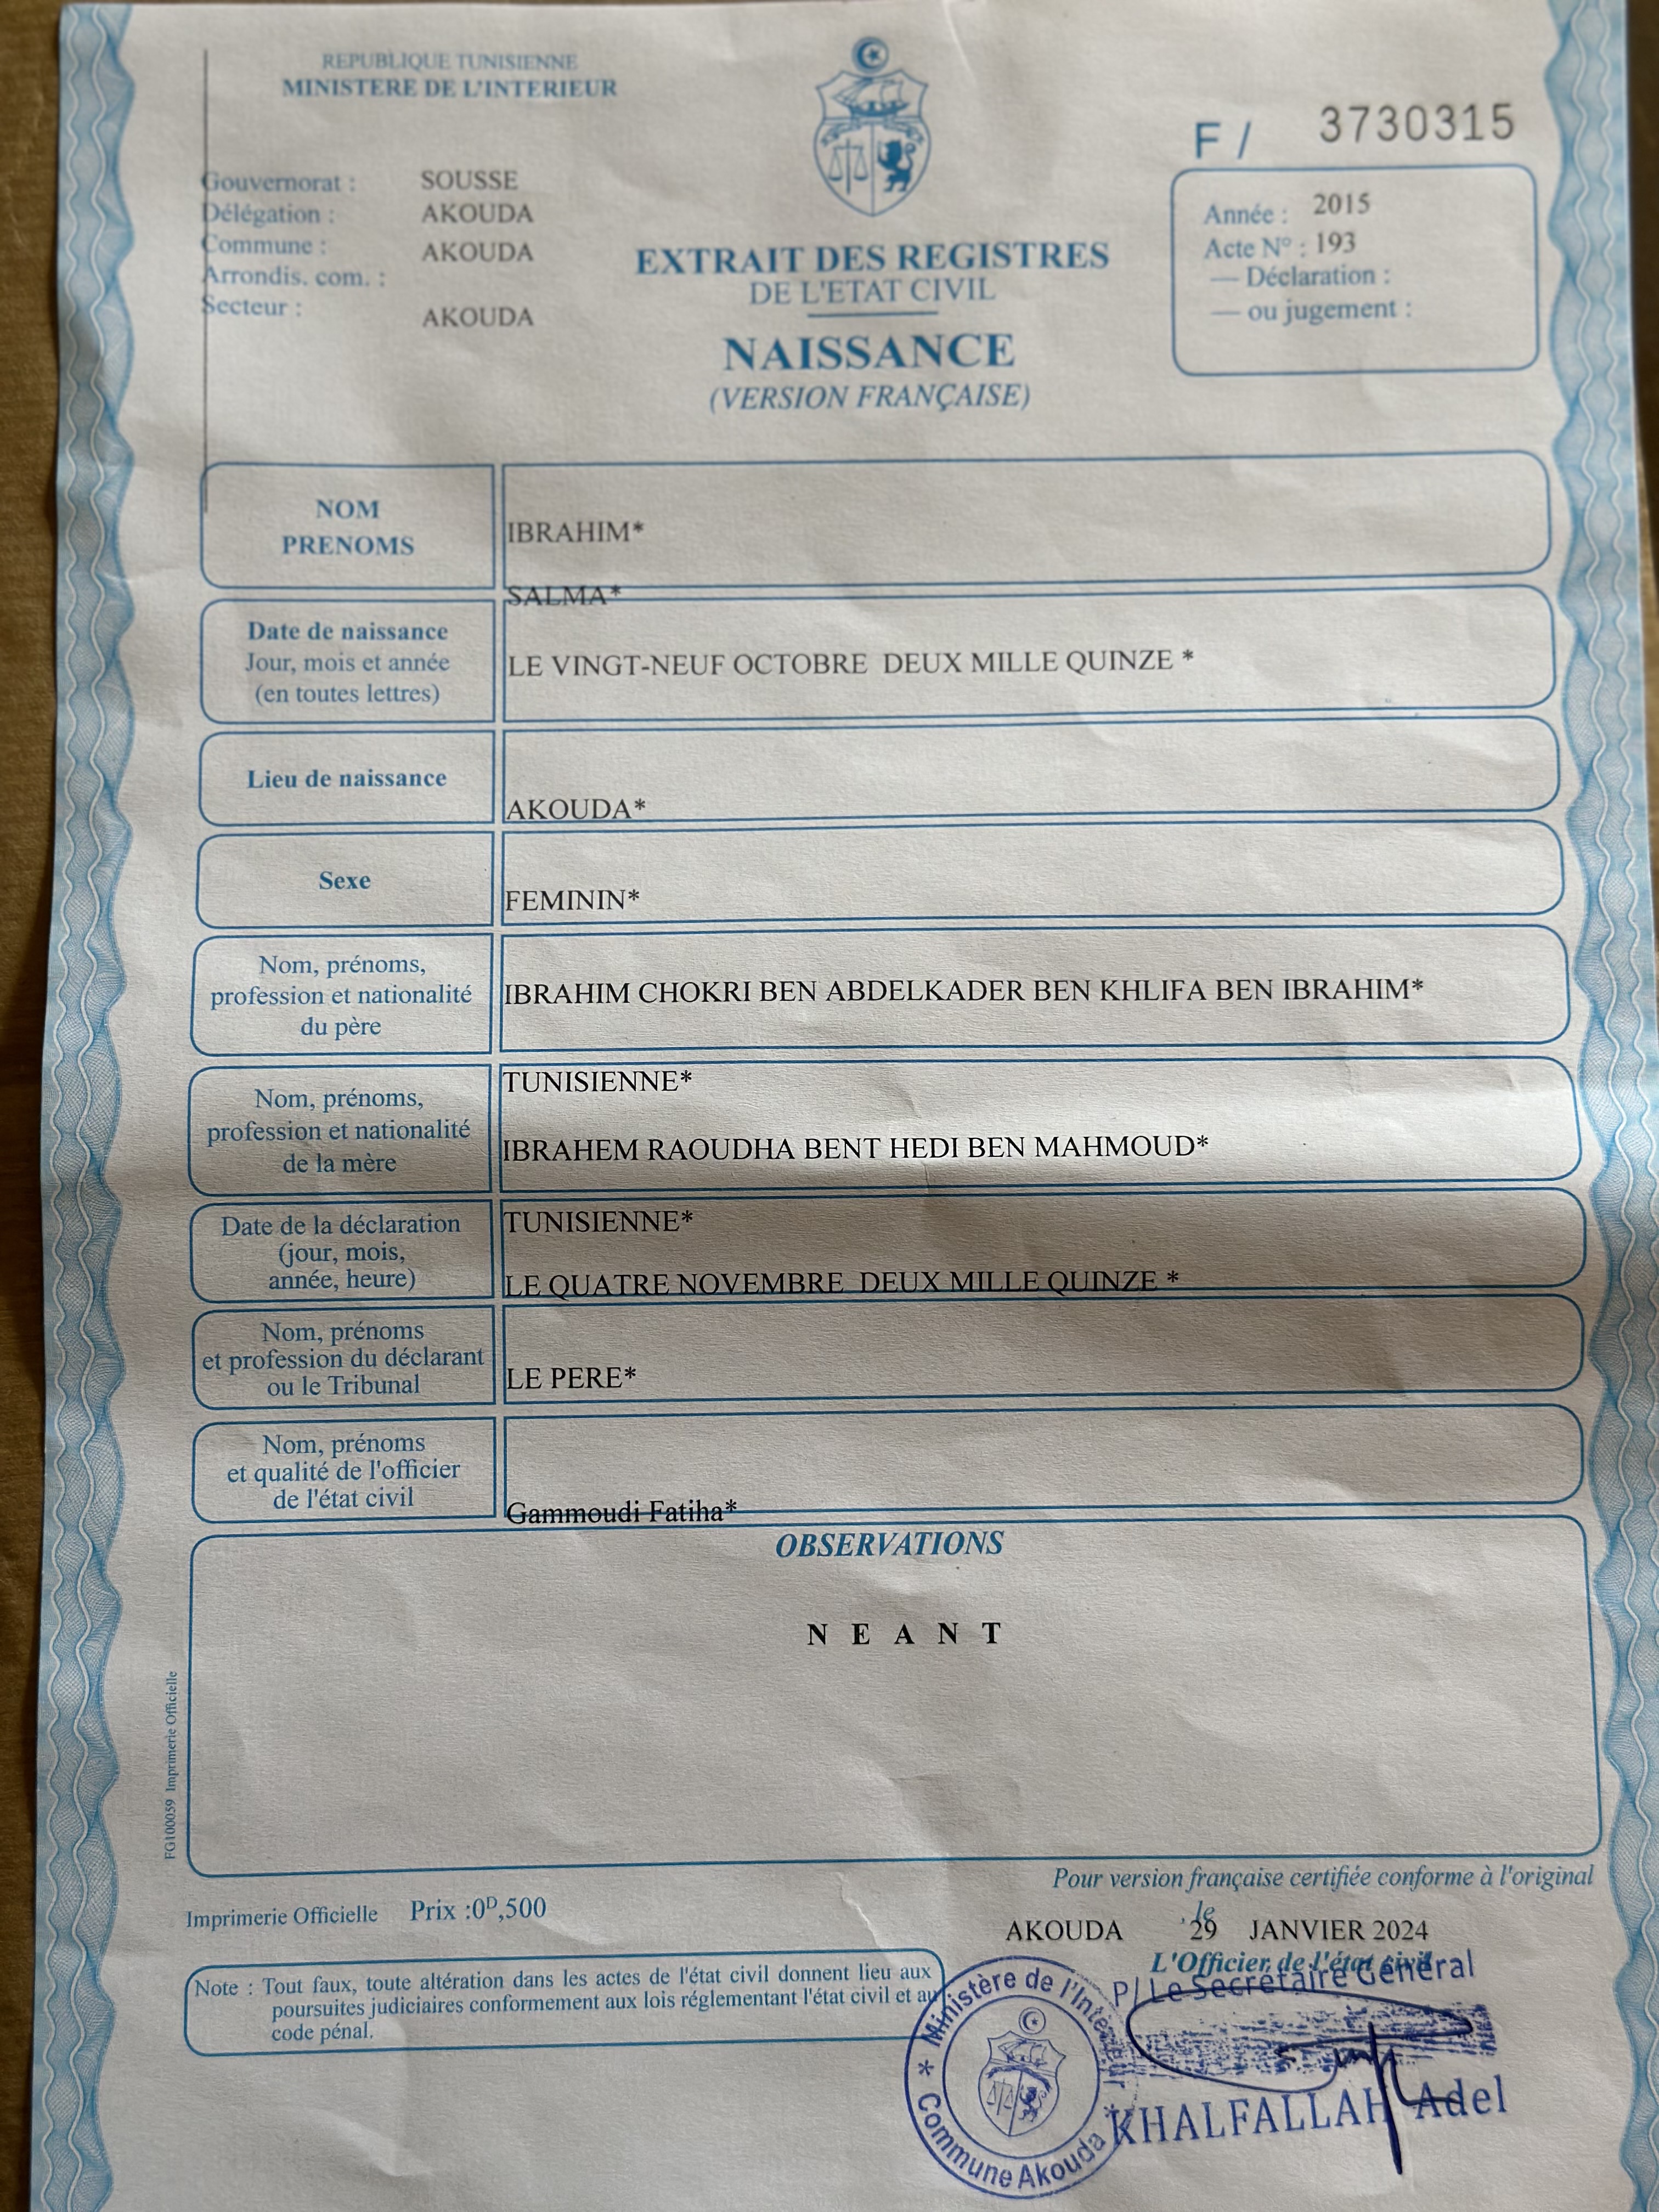 REPUBLIQUE TUNISIENNE
MINISTERE DE L'INTERIEUR
F / 3730315
Gouvernorat : SOUSSE
Délégation : AKOUDA
Commune : AKOUDA
Arrondis. com. :
Secteur : AKOUDA
EXTRAIT DES REGISTRES
DE L'ETAT CIVIL
NAISSANCE
(VERSION FRANÇAISE)
Année : 2015
Acte N° : 193
— Déclaration :
— ou jugement :
NOM
PRENOMS
IBRAHIM*
SALMA*
Date de naissance
Jour, mois et année
(en toutes lettres)
LE VINGT-NEUF OCTOBRE DEUX MILLE QUINZE *
Lieu de naissance
AKOUDA*
Sexe
FEMININ*
Nom, prénoms,
profession et nationalité
du père
IBRAHIM CHOKRI BEN ABDELKADER BEN KHLIFA BEN IBRAHIM*
TUNISIENNE*
Nom, prénoms,
profession et nationalité
de la mère
IBRAHEM RAOUDHA BENT HEDI BEN MAHMOUD*
TUNISIENNE*
Date de la déclaration
(jour, mois,
année, heure)
LE QUATRE NOVEMBRE DEUX MILLE QUINZE *
Nom, prénoms
et profession du déclarant
ou le Tribunal
LE PERE*
Nom, prénoms
et qualité de l'officier
de l'état civil
Gammoudi Fatiha*
OBSERVATIONS
N E A N T
FG100059 Imprimerie Officielle
Pour version française certifiée conforme à l'original
Imprimerie Officielle Prix :0D,500
le
AKOUDA 29 JANVIER 2024
L'Officier de l'état civil
P/ Le Secrétaire Général
Note : Tout faux, toute altération dans les actes de l'état civil donnent lieu aux
poursuites judiciaires conformement aux lois réglementant l'état civil et au
code pénal.
* Ministère de l'Intérieur *
Commune Akouda
KHALFALLAH Adel